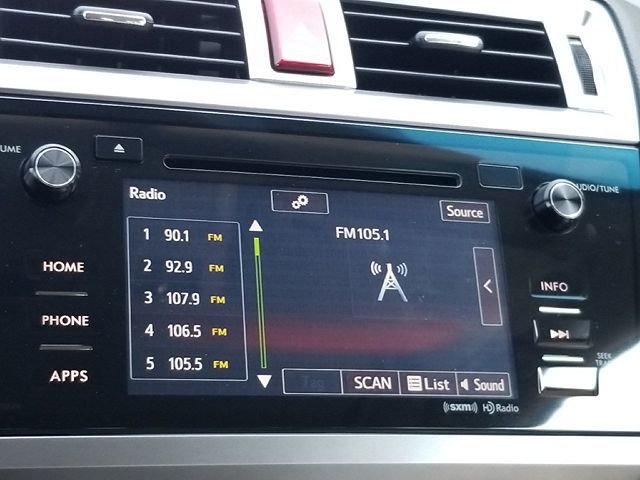 UME
AUDIO/TUNE
Radio
Source
FM105.1
1 90.1 FM
2 92.9 FM
3 107.9 FM
4 106.5 FM
5 105.5 FM
HOME
PHONE
APPS
INFO
SEEK
Tag SCAN List Sound
((sxm)) HD Radio